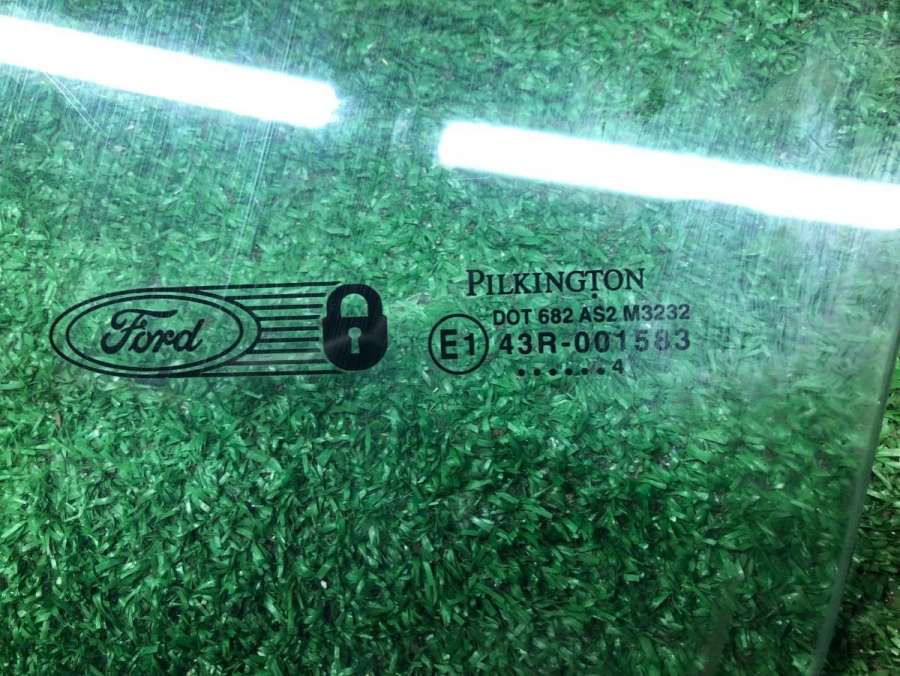 Ford
PILKINGTON
DOT 682 AS2 M3232
E1 43R-001583
.......4